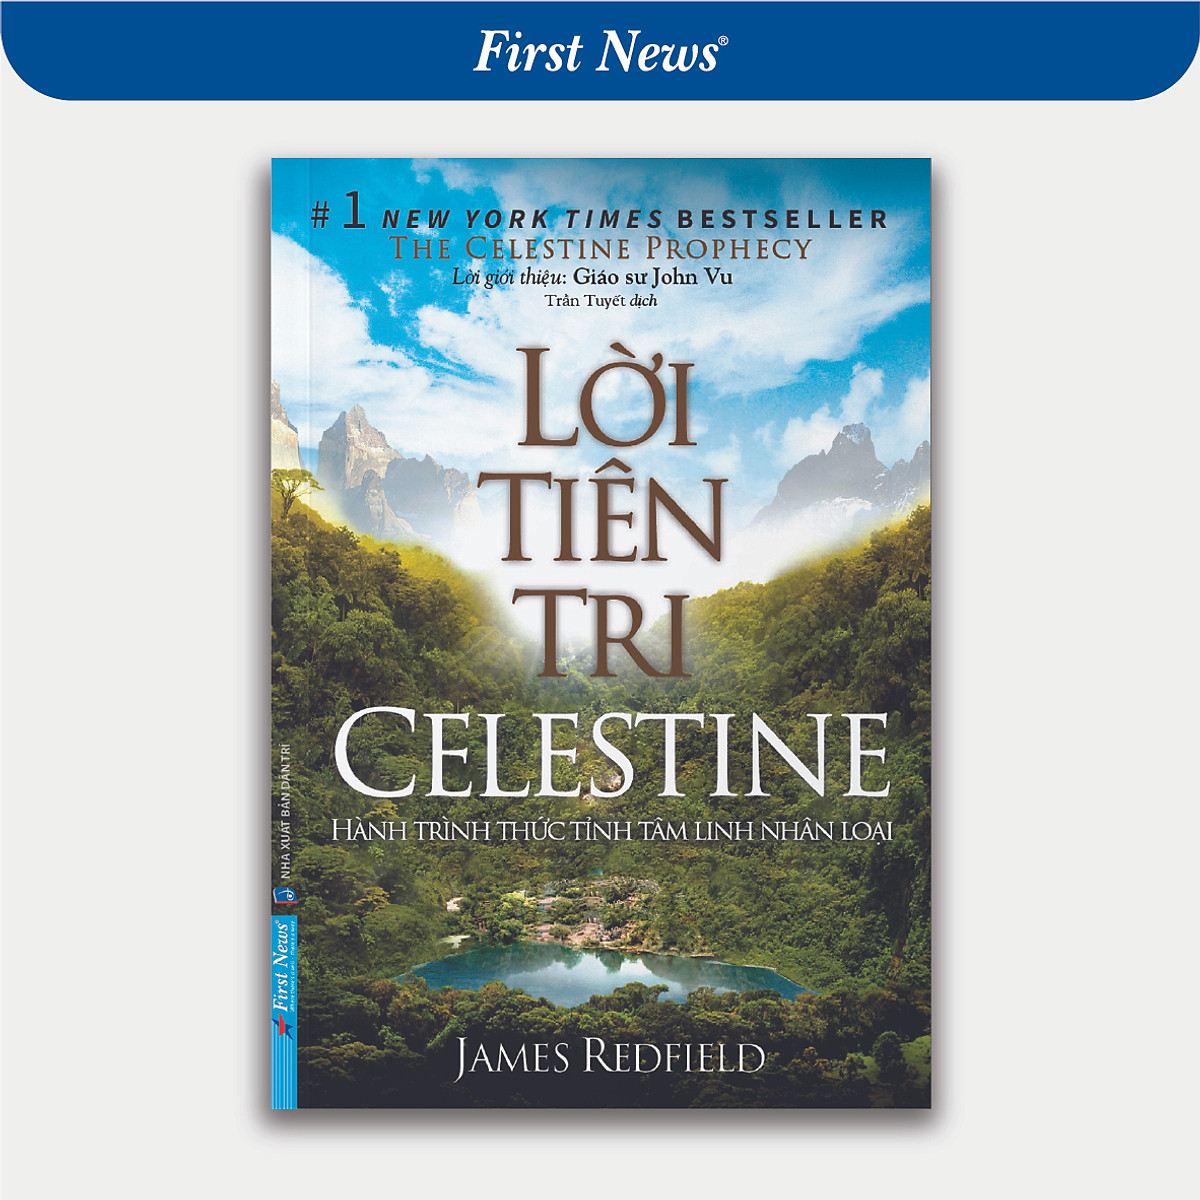 First News®
# 1 NEW YORK TIMES BESTSELLER
THE CELESTINE PROPHECY
Lời giới thiệu: Giáo sư John Vu
Trần Tuyết dịch
LỜI
TIÊN
TRI
CELESTINE
HÀNH TRÌNH THỨC TỈNH TÂM LINH NHÂN LOẠI
JAMES REDFIELD
NHÀ XUẤT BẢN DÂN TRÍ
First News®